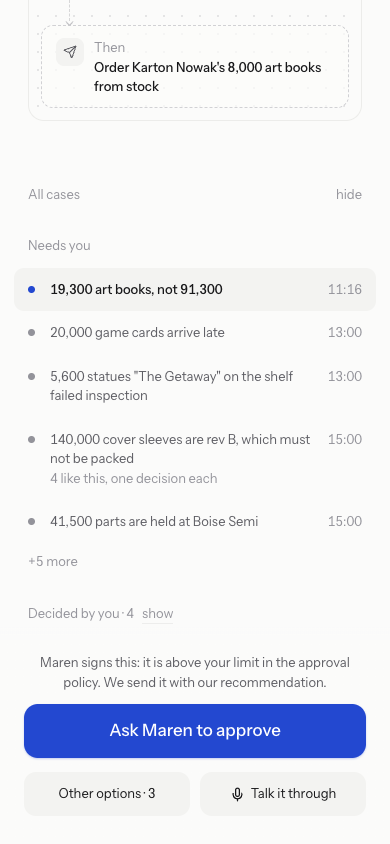 Then
Order Karton Nowak's 8,000 art books
from stock
All cases
hide
Needs you
19,300 art books, not 91,300
11:16
20,000 game cards arrive late
13:00
5,600 statues "The Getaway" on the shelf
failed inspection
13:00
140,000 cover sleeves are rev B, which must
not be packed
4 like this, one decision each
15:00
41,500 parts are held at Boise Semi
15:00
+5 more
Decided by you · 4 show
Maren signs this: it is above your limit in the approval
policy. We send it with our recommendation.
Ask Maren to approve
Other options · 3
Talk it through